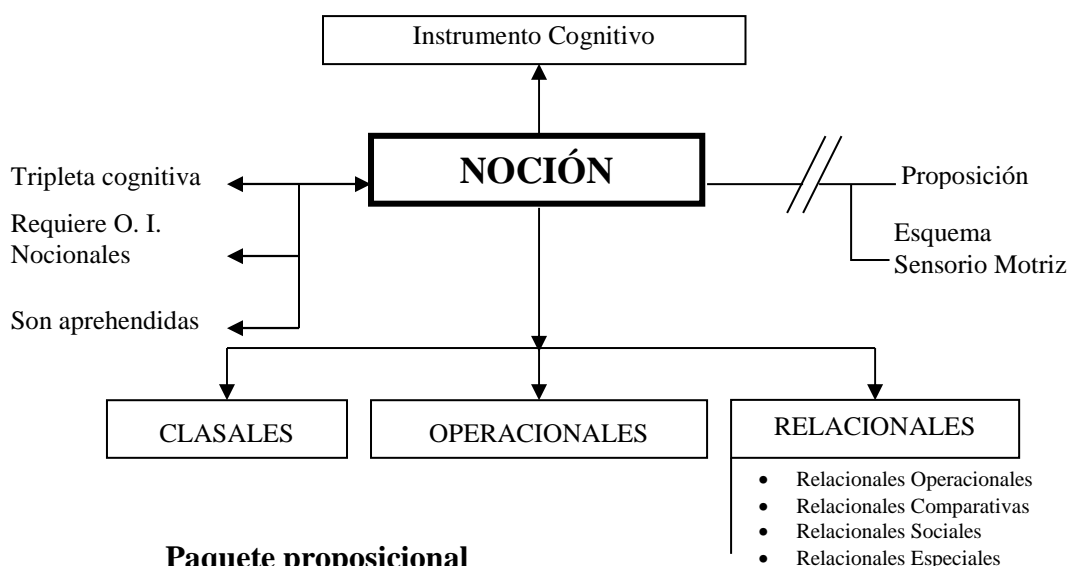 Instrumento Cognitivo
NOCIÓN
Tripleta cognitiva
Requiere O. I.
Nocionales
Son aprehendidas
Proposición
Esquema
Sensorio Motriz
CLASALES
OPERACIONALES
RELACIONALES
• Relacionales Operacionales
• Relacionales Comparativas
• Relacionales Sociales
• Relacionales Especiales
Paquete proposicional